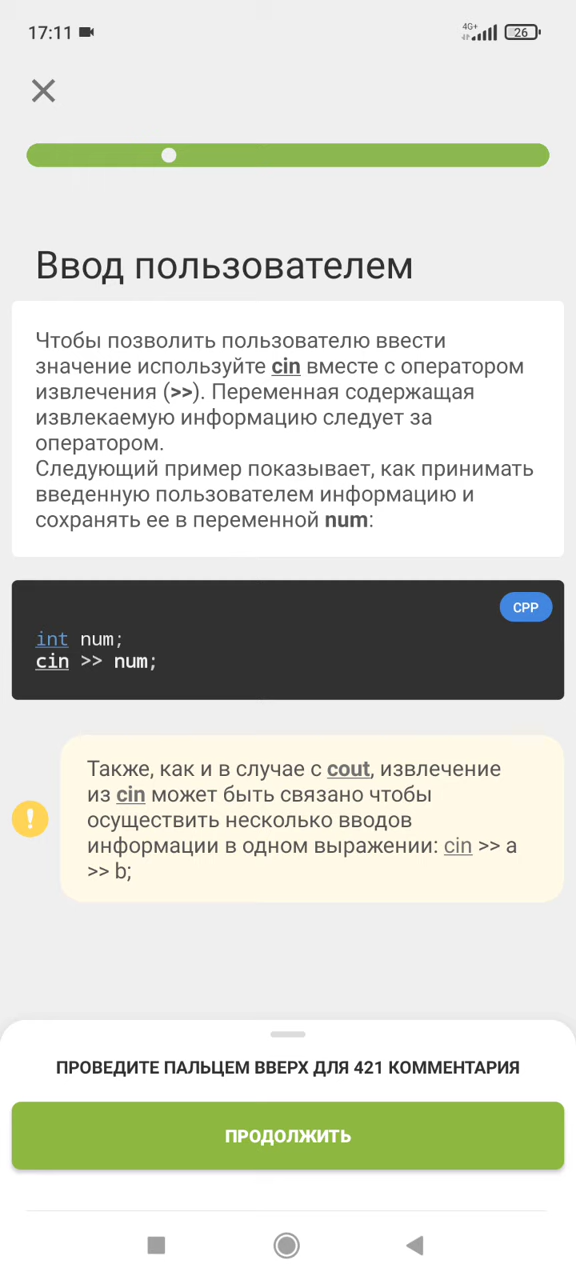 17:11
4G+
26
Ввод пользователем
Чтобы позволить пользователю ввести
значение используйте cin вместе с оператором
извлечения (>>). Переменная содержащая
извлекаемую информацию следует за
оператором.
Следующий пример показывает, как принимать
введенную пользователем информацию и
сохранять ее в переменной num:
CPP
int num;
cin >> num;
Также, как и в случае с cout, извлечение
из cin может быть связано чтобы
осуществить несколько вводов
информации в одном выражении: cin >> a
>> b;
ПРОВЕДИТЕ ПАЛЬЦЕМ ВВЕРХ ДЛЯ 421 КОММЕНТАРИЯ
ПРОДОЛЖИТЬ